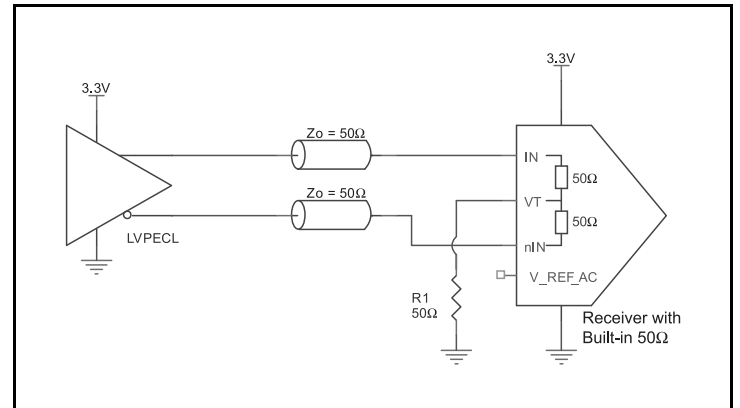 3.3V
3.3V
Zo = 50Ω
IN
50Ω
Zo = 50Ω
VT
50Ω
LVPECL
nIN
V_REF_AC
R1
50Ω
Receiver with
Built-in 50Ω